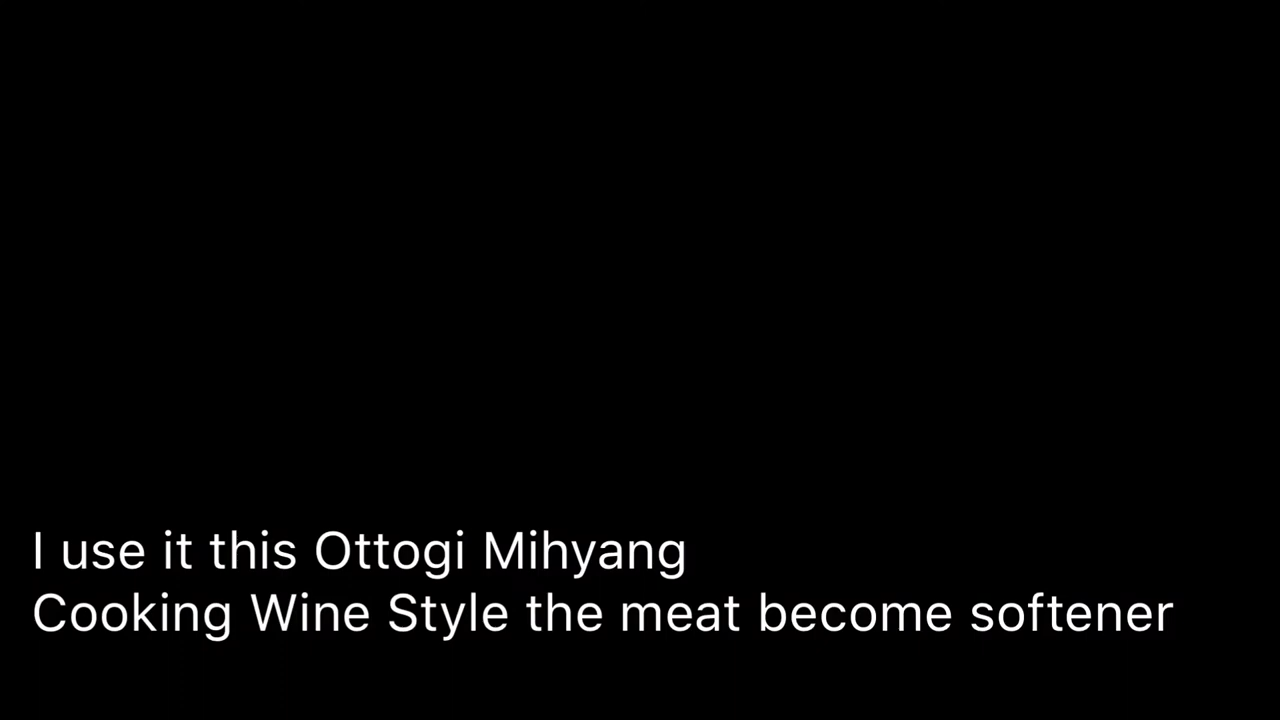 I use it this Ottogi Mihyang
Cooking Wine Style the meat become softener